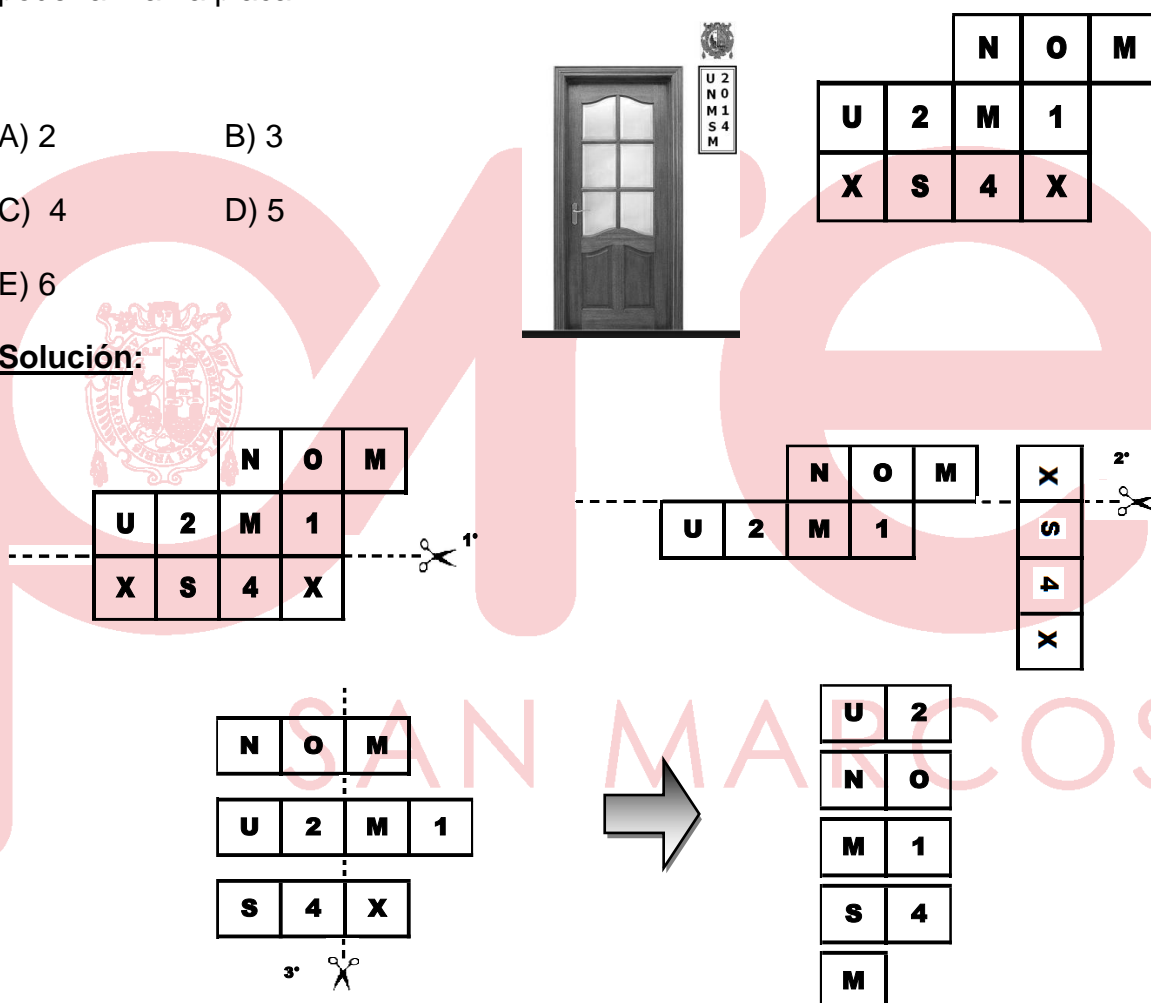 A) 2 B) 3
C) 4 D) 5
E) 6
U 2
N 0
M 1
S 4
M
N O M
U 2 M 1
X S 4 X
Solución:
N O M
U 2 M 1
X S 4 X
1°
N O M
U 2 M 1
X
S
4
X
2°
N O M
U 2 M 1
S 4 X
3°
U 2
N O
M 1
S 4
M
SAN MARCOS